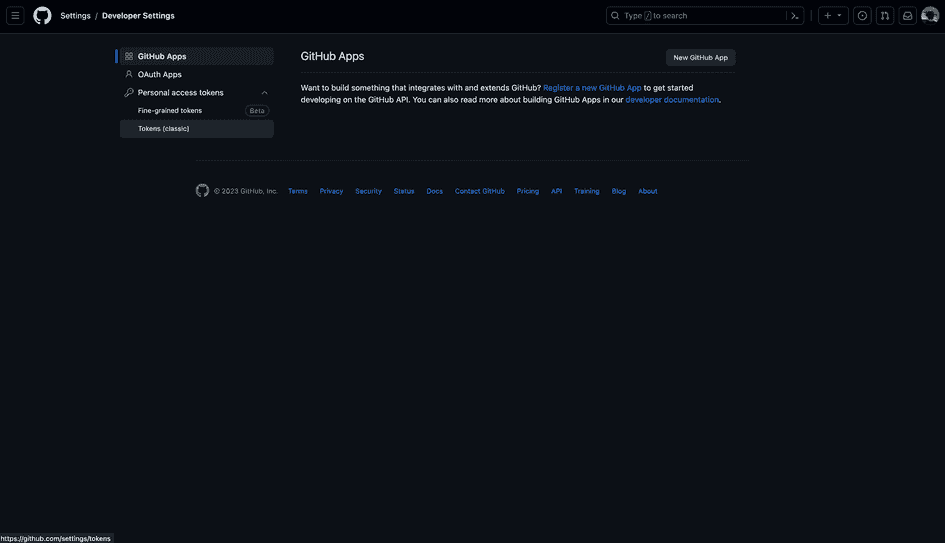 Settings / Developer Settings
Type / to search
GitHub Apps
OAuth Apps
Personal access tokens
Fine-grained tokens Beta
Tokens (classic)
GitHub Apps
New GitHub App
Want to build something that integrates with and extends GitHub? Register a new GitHub App to get started
developing on the GitHub API. You can also read more about building GitHub Apps in our developer documentation.
© 2023 GitHub, Inc. Terms Privacy Security Status Docs Contact GitHub Pricing API Training Blog About
https://github.com/settings/tokens